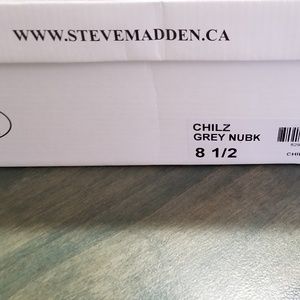 WWW.STEVEMADDEN.CA
CHILZ
GREY NUBK
8 1/2